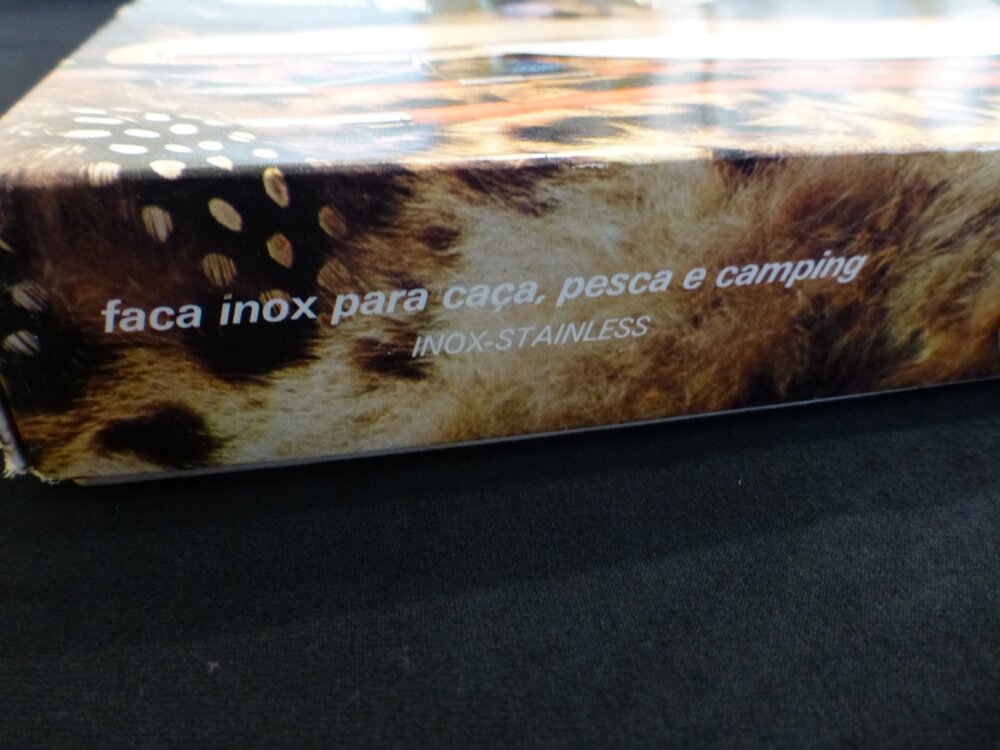 faca inox para caça, pesca e camping
INOX-STAINLESS